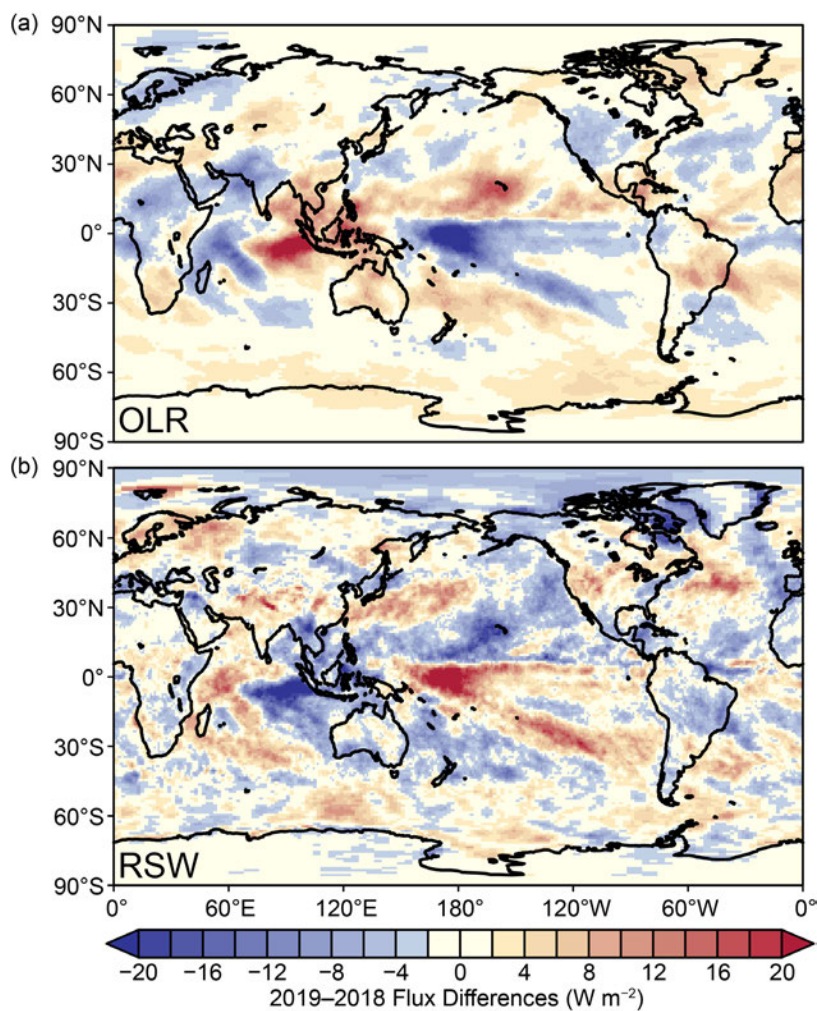 (a)
90°N
60°N
30°N
0°
30°S
60°S
90°S
OLR
(b)
90°N
60°N
30°N
0°
30°S
60°S
90°S
RSW
0 60°E 120°E 180° 120°W 60°W 0°
−20 −16 −12 −8 −4 0 4 8 12 16 20
2019–2018 Flux Differences (W m⁻²)